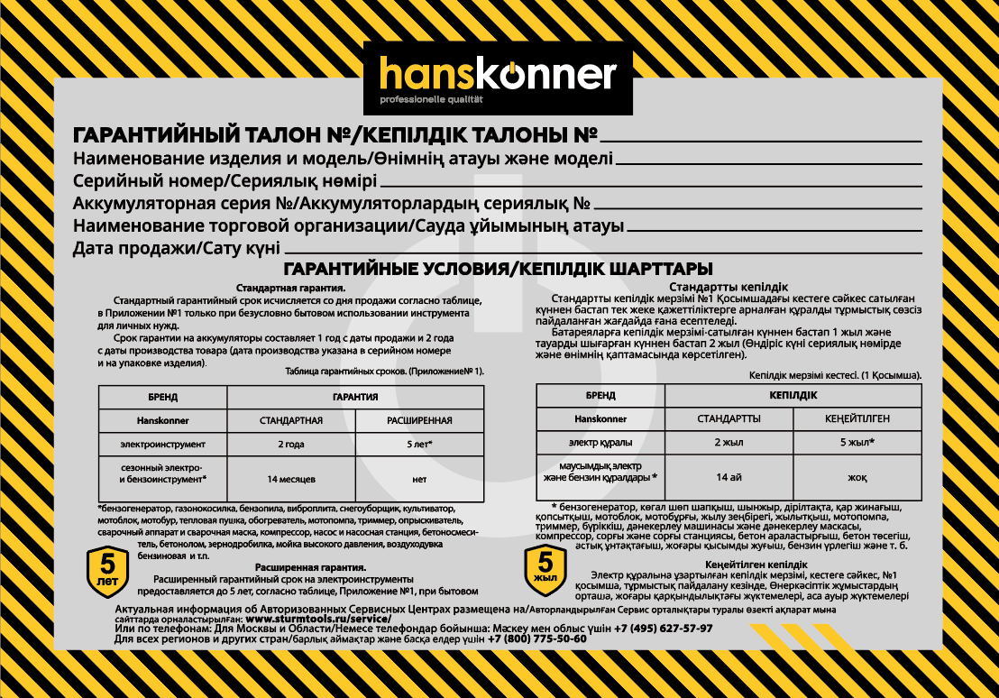 hanskönner
professionelle qualität
ГАРАНТИЙНЫЙ ТАЛОН №/КЕПІЛДІК ТАЛОНЫ №
Наименование изделия и модель/Өнімнің атауы және моделі
Серийный номер/Сериялық нөмірі
Аккумуляторная серия №/Аккумуляторлардың сериялық №
Наименование торговой организации/Сауда ұйымының атауы
Дата продажи/Сату күні
ГАРАНТИЙНЫЕ УСЛОВИЯ/КЕПІЛДІК ШАРТТАРЫ
Стандартная гарантия.
Стандартный гарантийный срок исчисляется со дня продажи согласно таблице,
в Приложении №1 только при безусловно бытовом использовании инструмента
для личных нужд.
Срок гарантии на аккумуляторы составляет 1 год с даты продажи и 2 года
с даты производства товара (дата производства указана в серийном номере
и на упаковке изделия).
Таблица гарантийных сроков. (Приложение№ 1).
БРЕНД ГАРАНТИЯ
Hanskonner СТАНДАРТНАЯ РАСШИРЕННАЯ
электроинструмент 2 года 5 лет*
сезонный электро-
и бензоинструмент* 14 месяцев нет
*бензогенератор, газонокосилка, бензопила, виброплита, снегоуборщик, культиватор,
мотоблок, мотобур, тепловая пушка, обогреватель, мотопомпа, триммер, опрыскиватель,
сварочный аппарат и сварочная маска, компрессор, насос и насосная станция, бетоносмеси-
тель, бетонолом, зернодробилка, мойка высокого давления, воздуходувка
бензиновая и т.п.
5
лет
Расширенная гарантия.
Расширенный гарантийный срок на электроинструменты
предоставляется до 5 лет, согласно таблице, Приложение №1, при бытовом
Стандартты кепілдік
Стандартты кепілдік мерзімі №1 Қосымшадағы кестеге сәйкес сатылған
күннен бастап тек жеке қажеттіліктерге арналған құралды тұрмыстық сөзсіз
пайдаланған жағдайда ғана есептеледі.
Батареяларға кепілдік мерзімі-сатылған күннен бастап 1 жыл және
тауарды шығарған күннен бастап 2 жыл (Өндіріс күні сериялық нөмірде
және өнімнің қаптамасында көрсетілген).
Кепілдік мерзімі кестесі. (1 Қосымша).
БРЕНД КЕПІЛДІК
Hanskonner СТАНДАРТТЫ КЕҢЕЙТІЛГЕН
электр құралы 2 жыл 5 жыл*
маусымдық электр
және бензин құралдары * 14 ай жоқ
* бензогенератор, көгал шөп шапқыш, шынжыр, дірілтақта, қар жинағыш,
қопсытқыш, мотоблок, мотобұрғы, жылу зеңбірегі, жылытқыш, мотопомпа,
триммер, бүріккіш, дәнекерлеу машинасы және дәнекерлеу маскасы,
компрессор, сорғы және сорғы станциясы, бетон араластырғыш, бетон төсегіш,
астық ұнтақтағыш, жоғары қысымды жуғыш, бензин үрлегіш және т. б.
5
жыл
Кеңейтілген кепілдік
Электр құралына ұзартылған кепілдік мерзімі, кестеге сәйкес, №1
қосымша, тұрмыстық пайдалану кезінде, Өнеркәсіптік жұмыстардың
орташа, жоғары қарқындылықтағы жүктемелері, аса ауыр жүктемелері
Актуальная информация об Авторизованных Сервисных Центрах размещена на/Авторландырылған Сервис орталықтары туралы өзекті ақпарат мына
сайттарда орналастырылған: www.sturmtools.ru/service/
Или по телефонам: Для Москвы и Области/Немесе телефондар бойынша: Мәскеу мен облыс үшін +7 (495) 627-57-97
Для всех регионов и других стран/барлық аймақтар және басқа елдер үшін +7 (800) 775-50-60